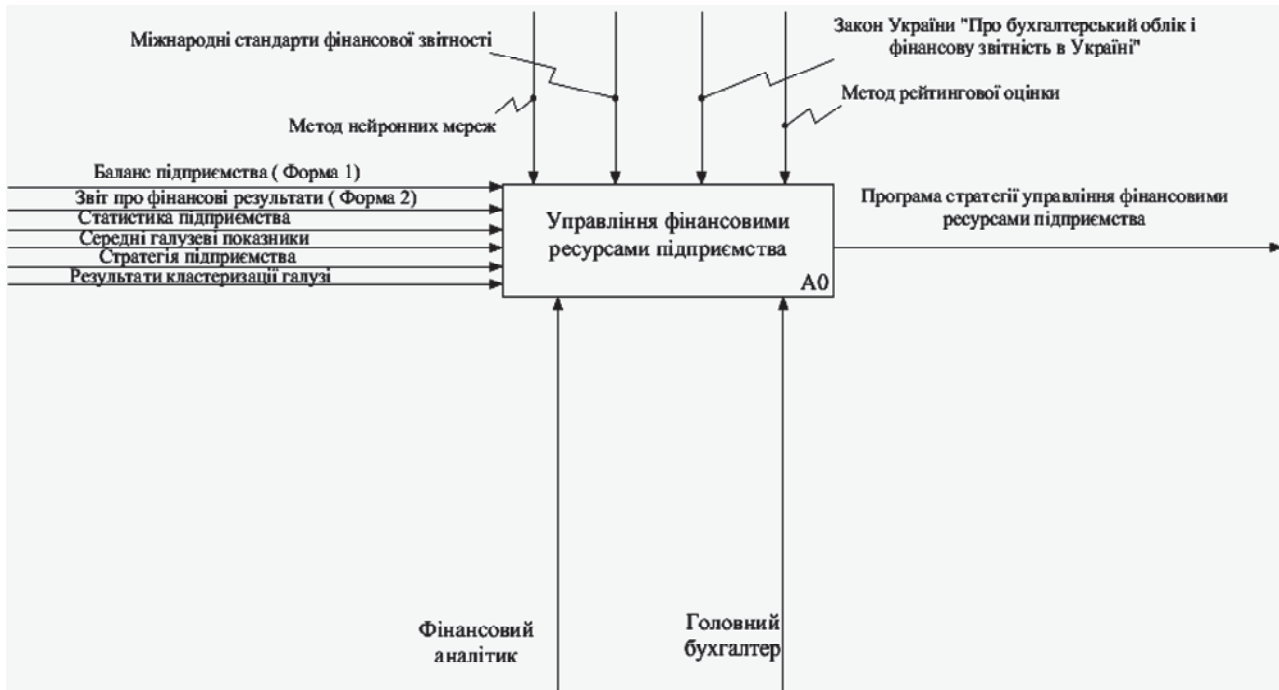 Міжнародні стандарти фінансової звітності
Закон України "Про бухгалтерський облік і
фінансову звітність в Україні"
Метод рейтингової оцінки
Метод нейронних мереж
Баланс підприємства ( Форма 1)
Звіт про фінансові результати ( Форма 2)
Статистика підприємства
Середні галузеві показники
Стратегія підприємства
Результати кластеризації галузі
Управління фінансовими
ресурсами підприємства
A0
Програма стратегії управління фінансовими
ресурсами підприємства
Фінансовий
аналітик
Головний
бухгалтер